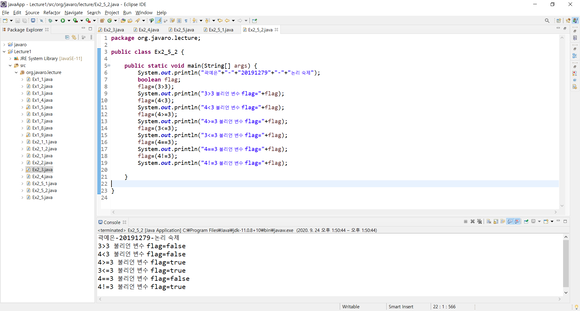 JavaApp - Lecture1/src/org/javaro/lecture/Ex2_5_2.java - Eclipse IDE
File Edit Source Refactor Navigate Search Project Run Window Help
Package Explorer
javaro
Lecture1
JRE System Library [JavaSE-11]
src
org.javaro.lecture
Ex1_1.java
Ex1_2.java
Ex1_3.java
Ex1_4.java
Ex1_5.java
Ex1_6.java
Ex1_7.java
Ex1_8.java
Ex2_1_1.java
Ex2_1.java
Ex2_2.java
Ex2_3.java
Ex2_4.java
Ex2_5_1.java
Ex2_5_2.java
Ex2_5.java
Ex2_3.java Ex2_4.java Ex2_5.java Ex2_5_1.java Ex2_5_2.java
1 package org.javaro.lecture;
2
3 public class Ex2_5_2 {
4
5 public static void main(String[] args) {
6 System.out.println("곽예은"+"-"+"20191279"+"-"+"논리 숙제");
7 boolean flag;
8 flag=(3>3);
9 System.out.println("3>3 불리언 변수 flag="+flag);
10 flag=(4<3);
11 System.out.println("4<3 불리언 변수 flag="+flag);
12 flag=(4>=3);
13 System.out.println("4>=3 불리언 변수 flag="+flag);
14 flag=(3<=3);
15 System.out.println("3<=3 불리언 변수 flag="+flag);
16 flag=(4==3);
17 System.out.println("4==3 불리언 변수 flag="+flag);
18 flag=(4!=3);
19 System.out.println("4!=3 불리언 변수 flag="+flag);
20
21 }
22
23 }
24
Console
<terminated> Ex2_5_2 [Java Application] C:\Program Files\Java\jdk-11.0.8+10\bin\javaw.exe (2020. 9. 24. 오후 1:50:44 – 오후 1:50:44)
곽예은-20191279-논리 숙제
3>3 불리언 변수 flag=false
4<3 불리언 변수 flag=false
4>=3 불리언 변수 flag=true
3<=3 불리언 변수 flag=true
4==3 불리언 변수 flag=false
4!=3 불리언 변수 flag=true
Writable Smart Insert 22 : 1 : 566